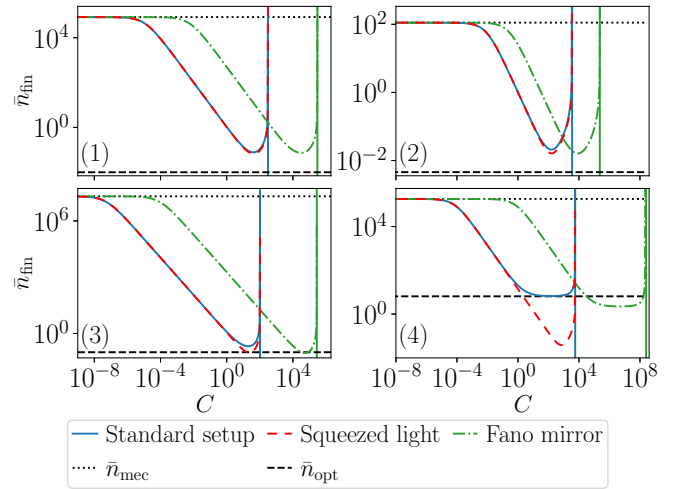 10^4
10^0
n̄_fin
(1)
10^2
10^0
10^-2
(2)
10^6
10^0
n̄_fin
(3)
10^-8 10^-4 10^0 10^4
C
10^4
10^0
(4)
10^-4 10^0 10^4 10^8
C
Standard setup Squeezed light Fano mirror
n̄_mec n̄_opt